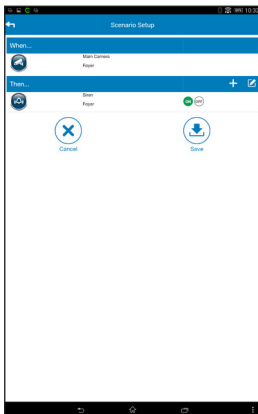 10:32
Scenario Setup
When...
Main Camera
Foyer
Then...
Siren
Foyer
ON OFF
Cancel
Save